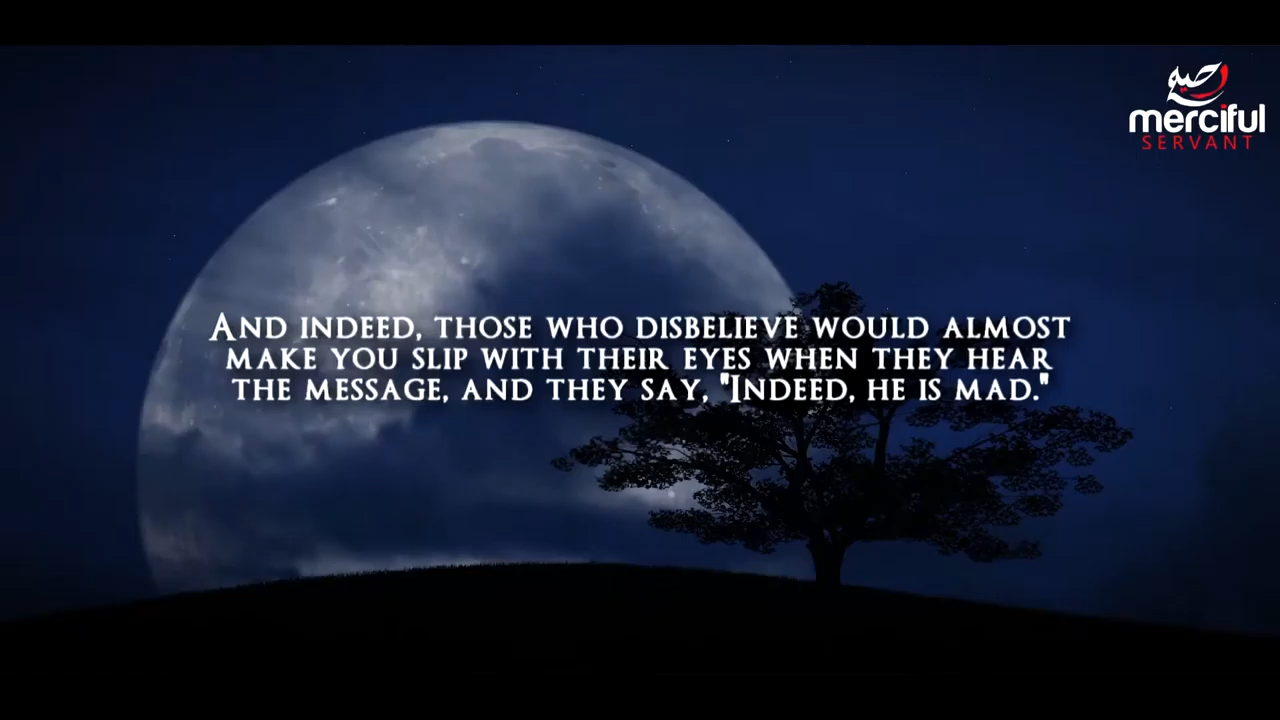 merciful
SERVANT
And indeed, those who disbelieve would almost
make you slip with their eyes when they hear
the message, and they say, "Indeed, he is mad."